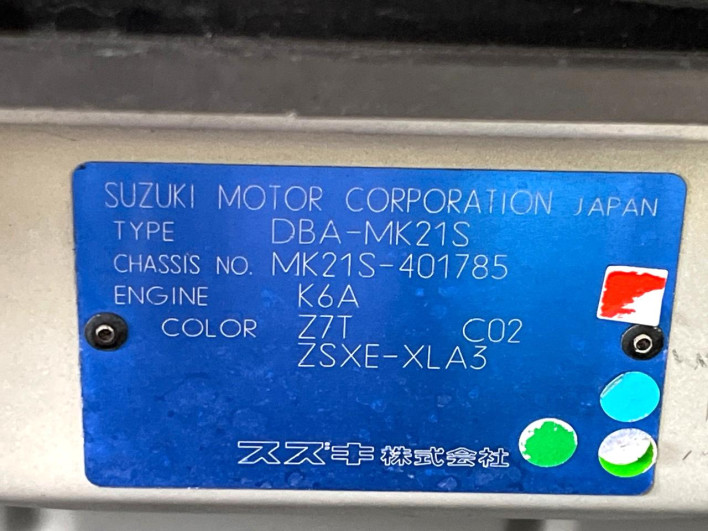 SUZUKI MOTOR CORPORATION JAPAN
TYPE DBA-MK21S
CHASSIS NO. MK21S-401785
ENGINE K6A
COLOR Z7T C02
ZSXE-XLA3
スズキ株式会社